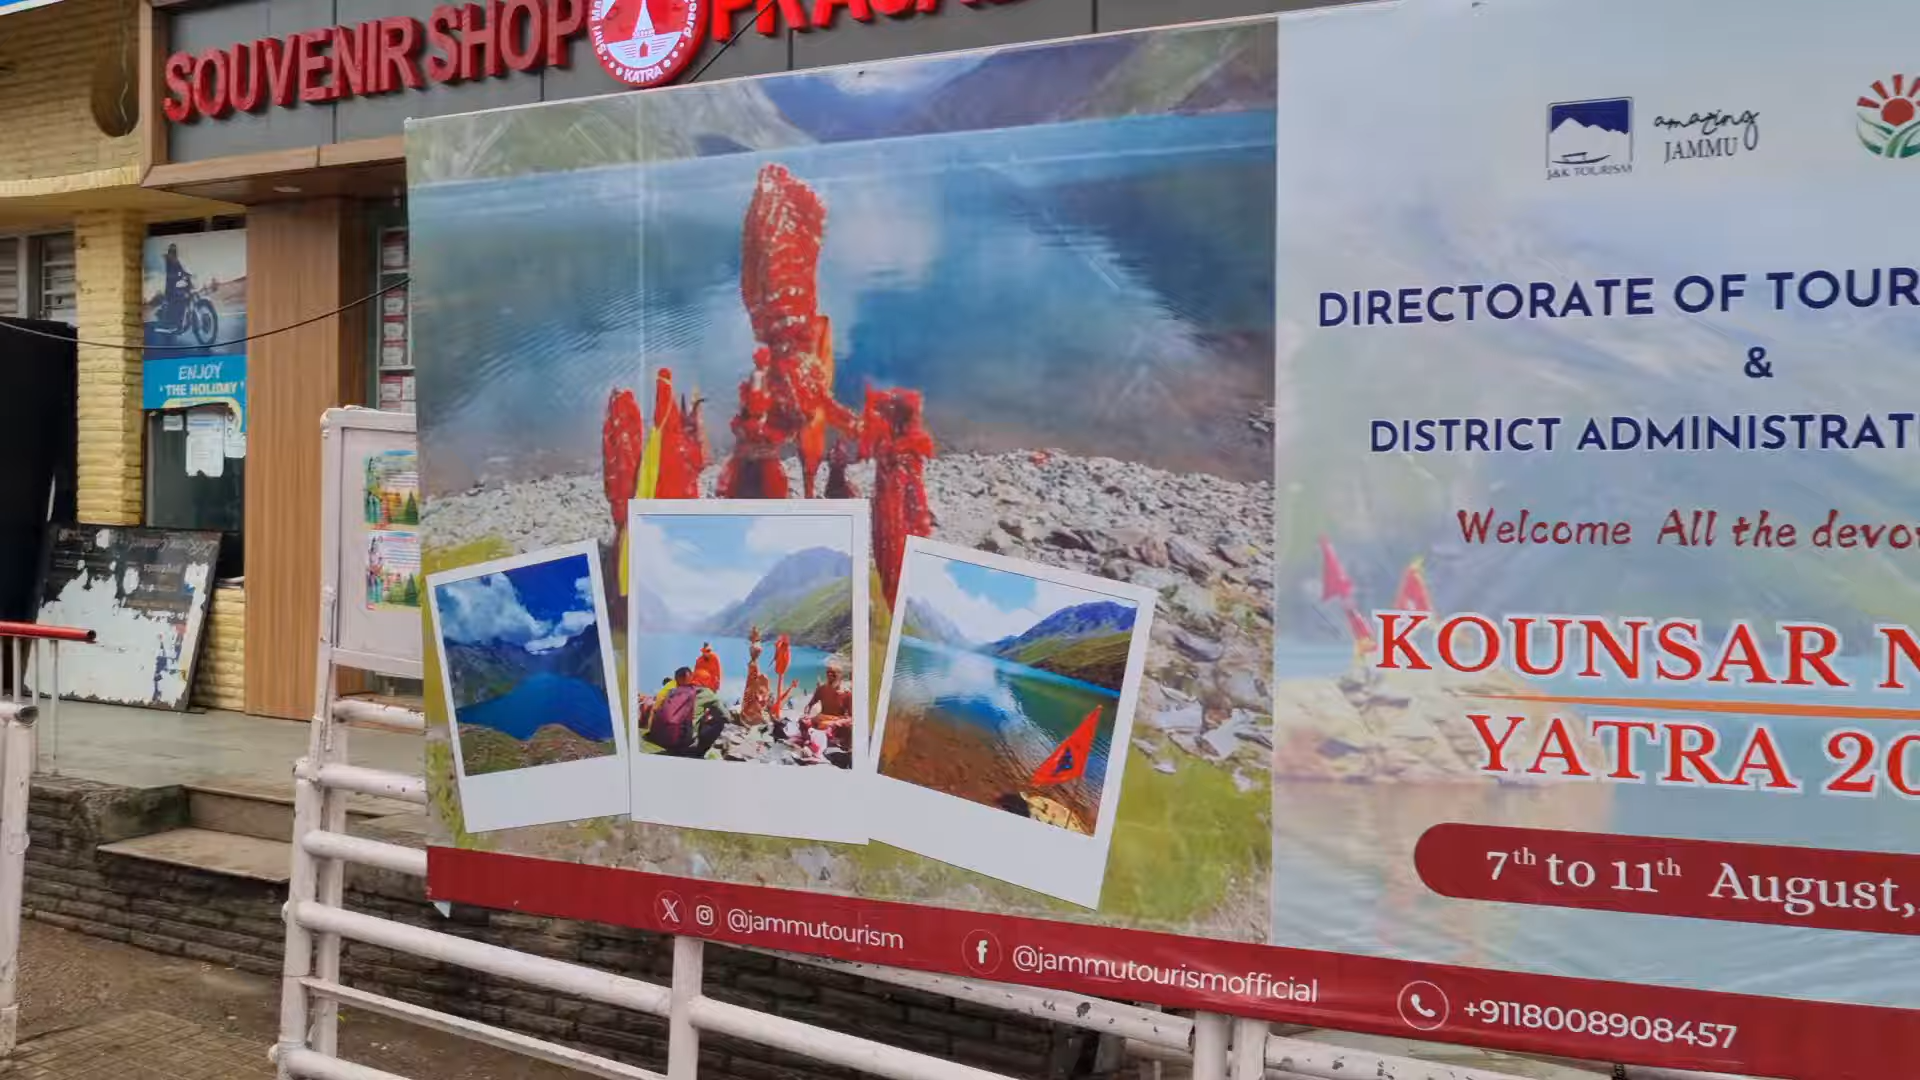 SOUVENIR SHOP
KATRA
J&K TOURISM
amazing
JAMMU
DIRECTORATE OF TOUR
&
DISTRICT ADMINISTRAT
Welcome All the devo
KOUNSAR N
YATRA 20
7th to 11th August,
@jammutourism
@jammutourismofficial
+9118008908457
ENJOY
'THE HOLIDAY'